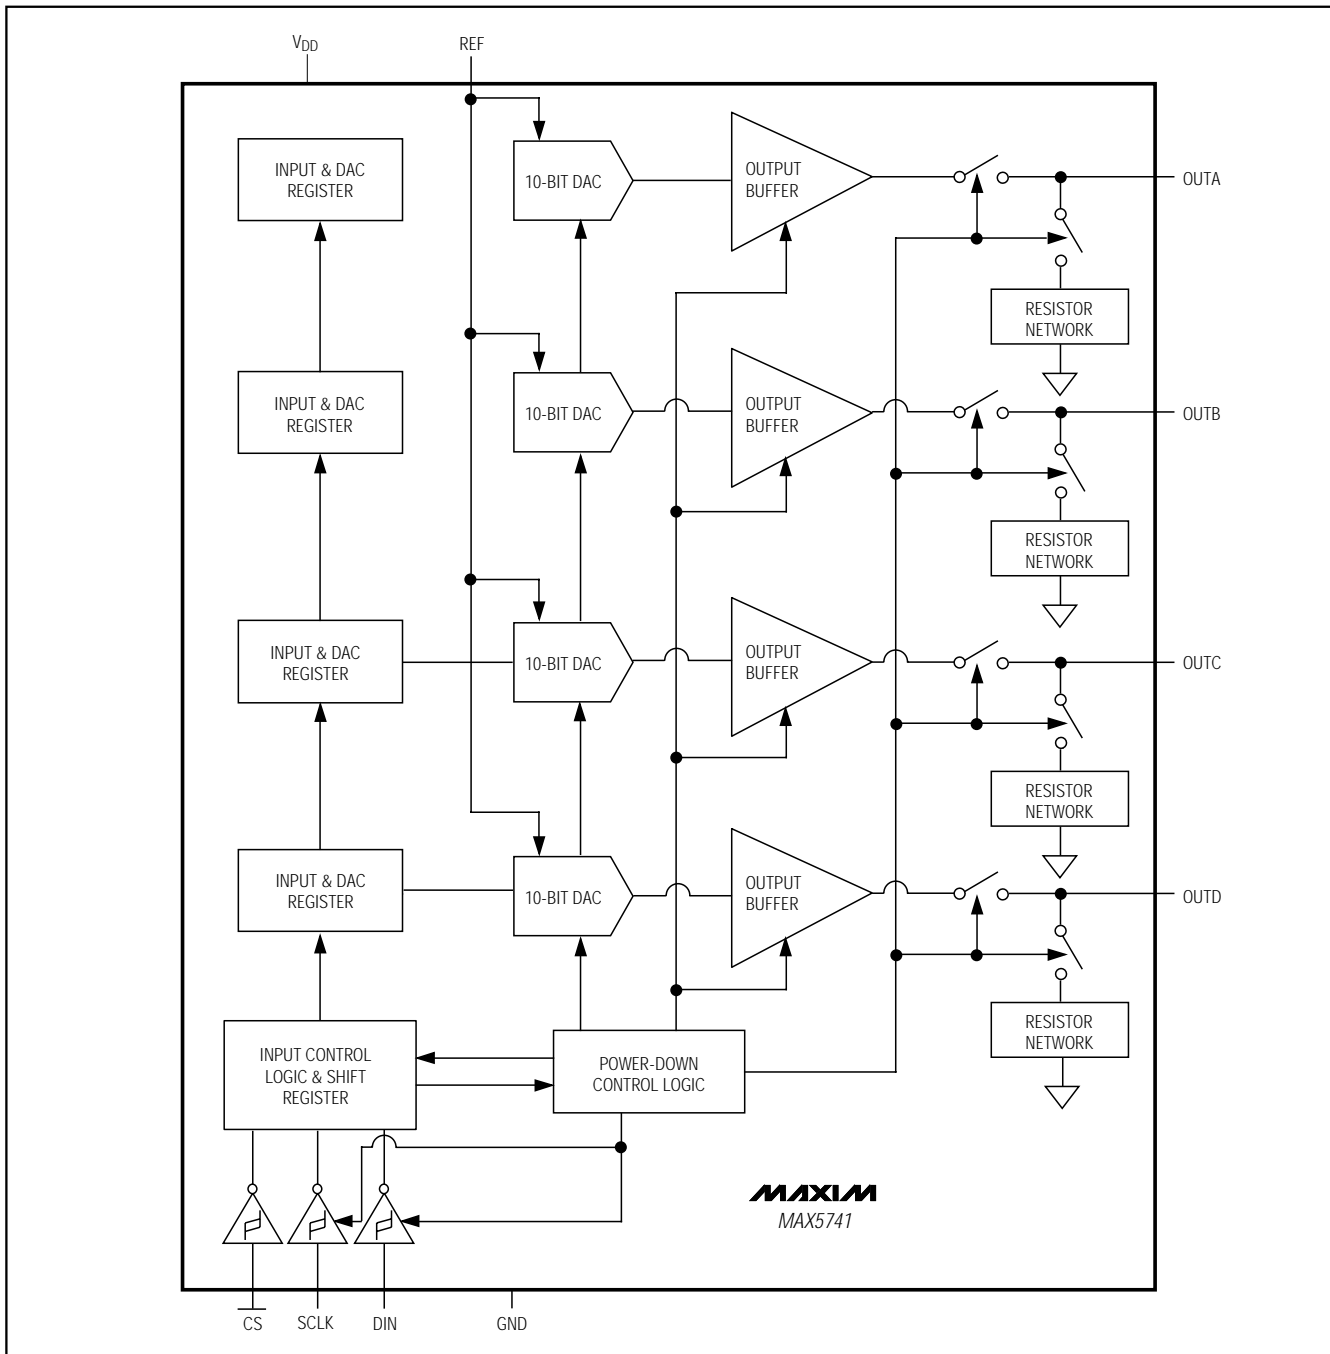 VDD
REF
INPUT & DAC
REGISTER
10-BIT DAC
OUTPUT
BUFFER
OUTA
RESISTOR
NETWORK
INPUT & DAC
REGISTER
10-BIT DAC
OUTPUT
BUFFER
OUTB
RESISTOR
NETWORK
INPUT & DAC
REGISTER
10-BIT DAC
OUTPUT
BUFFER
OUTC
RESISTOR
NETWORK
INPUT & DAC
REGISTER
10-BIT DAC
OUTPUT
BUFFER
OUTD
RESISTOR
NETWORK
INPUT CONTROL
LOGIC & SHIFT
REGISTER
POWER-DOWN
CONTROL LOGIC
MAXIM
MAX5741
CS
SCLK
DIN
GND